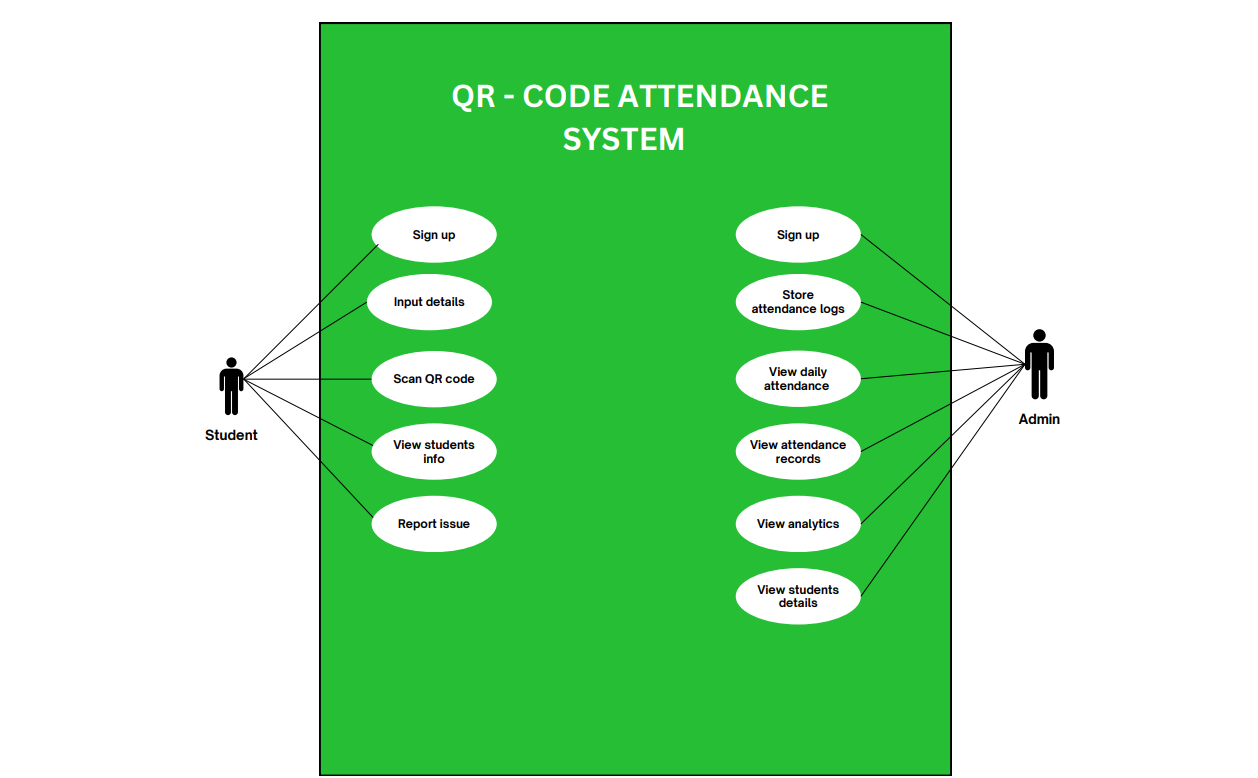 QR - CODE ATTENDANCE
SYSTEM
Sign up
Input details
Scan QR code
View students
info
Report issue
Student
Sign up
Store
attendance logs
View daily
attendance
View attendance
records
View analytics
View students
details
Admin